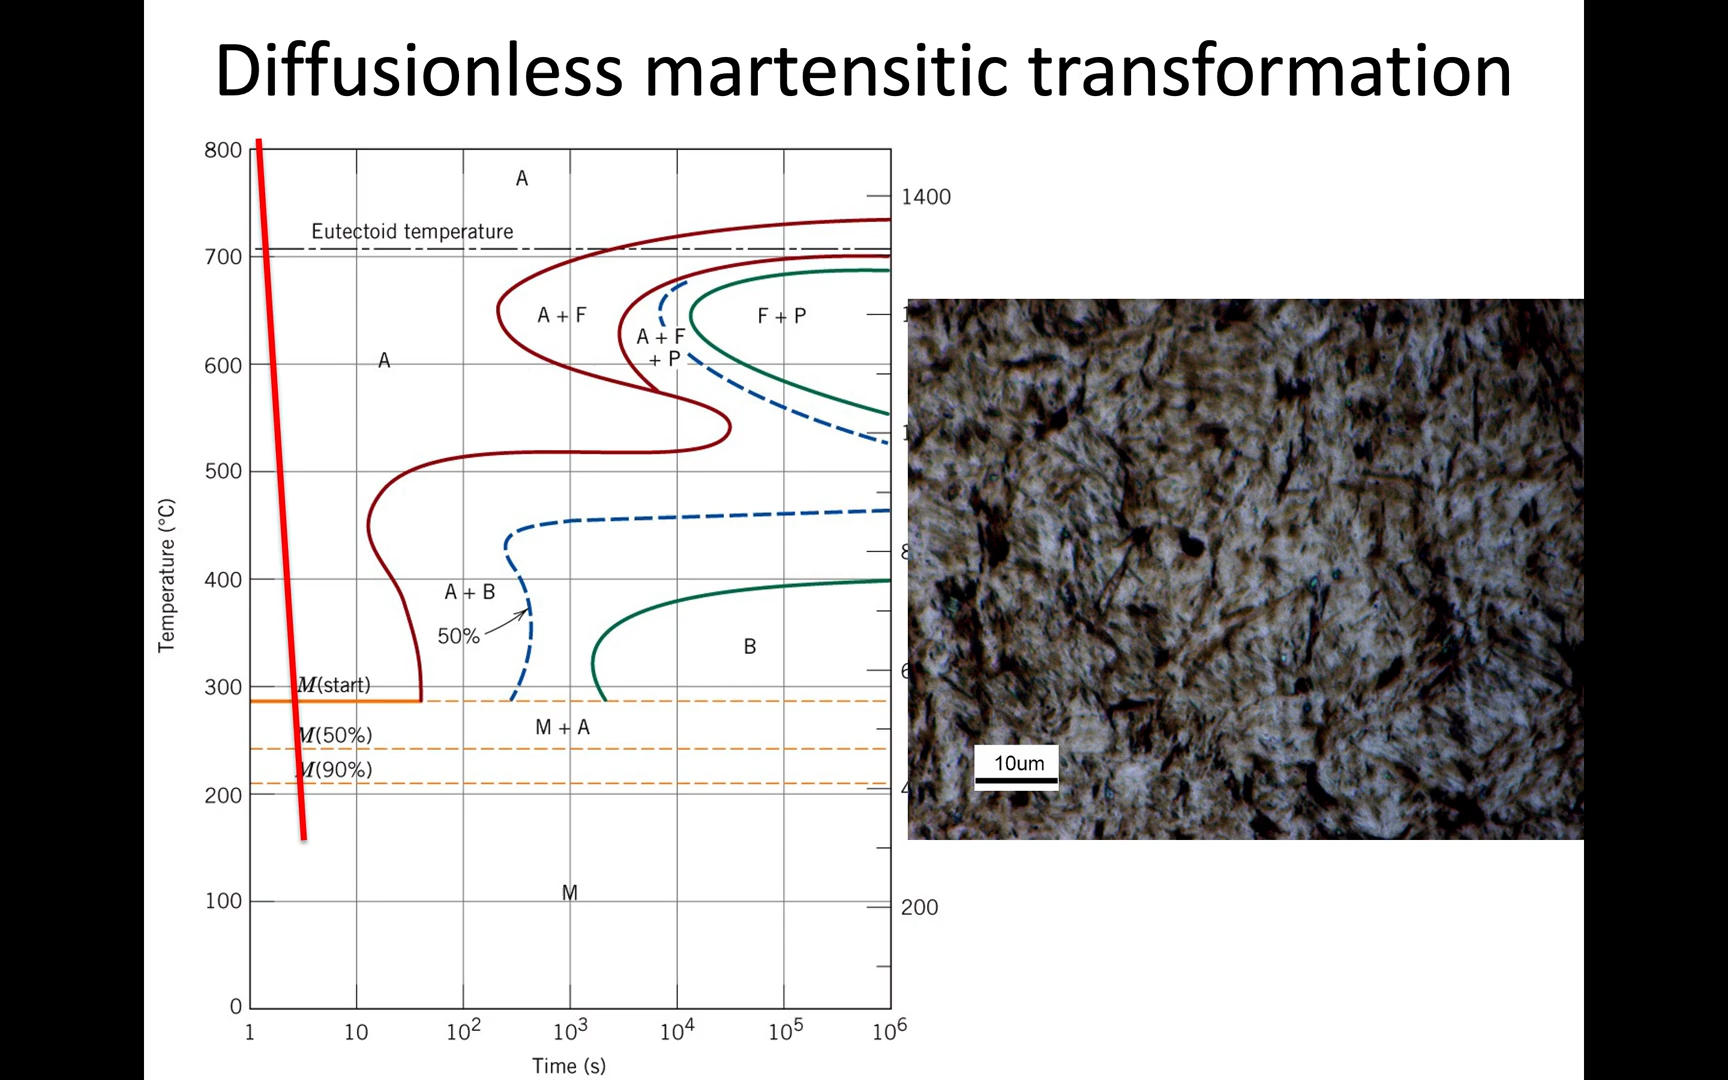 Diffusionless martensitic transformation
800
A
1400
Eutectoid temperature
700
A + F
F + P
A + F
+ P
A
600
500
Temperature (°C)
A + B
400
50%
B
M(start)
300
M + A
M(50%)
M(90%)
200
10um
M
100
200
0
1
10
10²
10³
10⁴
10⁵
10⁶
Time (s)